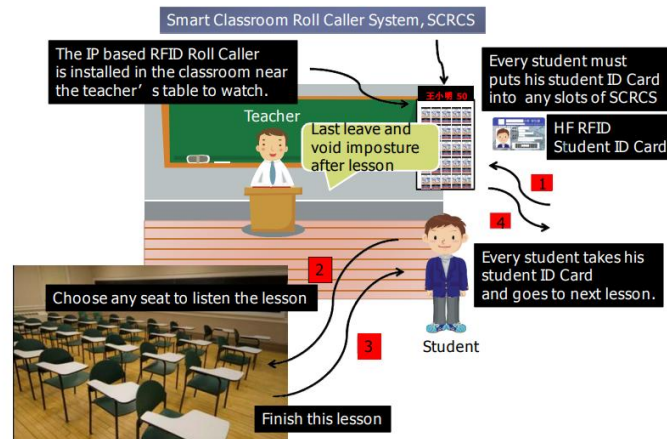 Smart Classroom Roll Caller System, SCRCS
The IP based RFID Roll Caller
is installed in the classroom near
the teacher’s table to watch.
王小明 50
Every student must
puts his student ID Card
into any slots of SCRCS
HF RFID
Student ID Card
Teacher
Last leave and
void imposture
after lesson
1
4
2
Every student takes his
student ID Card
and goes to next lesson.
Choose any seat to listen the lesson
3
Student
Finish this lesson